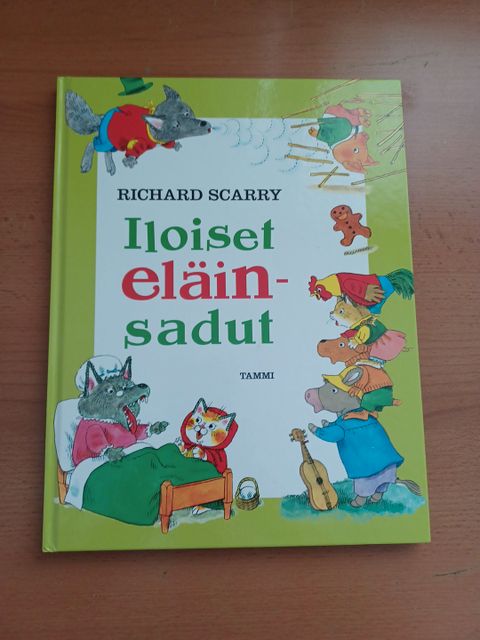 RICHARD SCARRY
Iloiset
eläin-
sadut
TAMMI